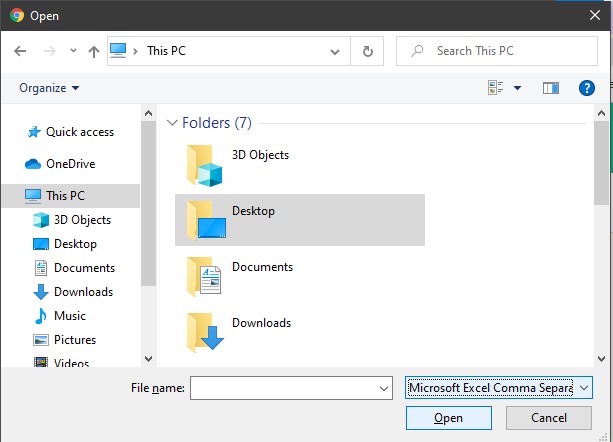 Open
This PC
Search This PC
Organize
Quick access
OneDrive
This PC
3D Objects
Desktop
Documents
Downloads
Music
Pictures
Videos
Folders (7)
3D Objects
Desktop
Documents
Downloads
File name:
Microsoft Excel Comma Separa
Open
Cancel